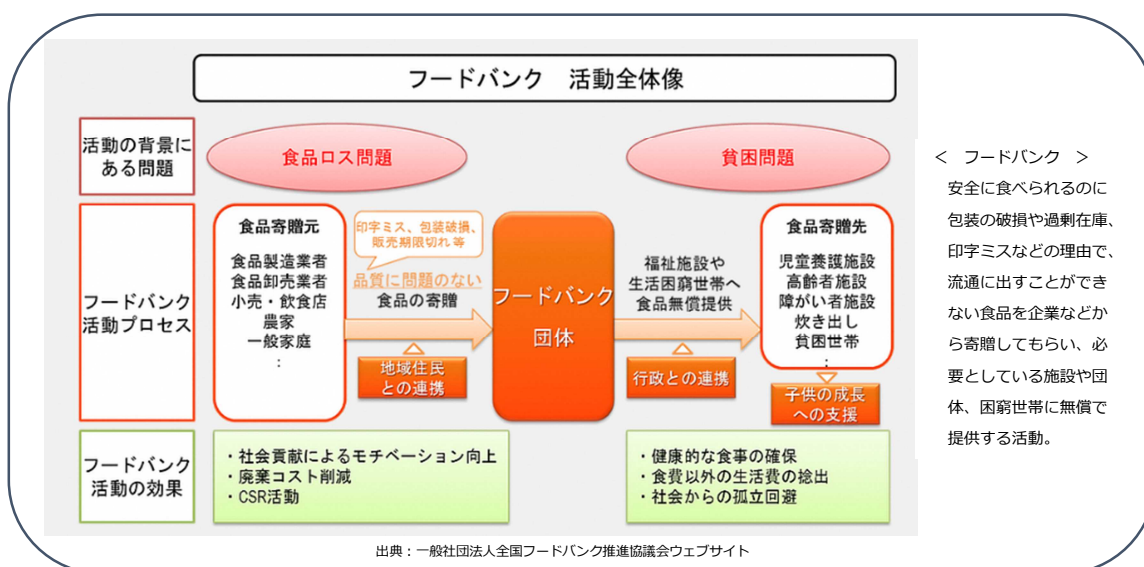 フードバンク　活動全体像
活動の背景に
ある問題
食品ロス問題
貧困問題
フードバンク
活動プロセス
食品寄贈元
食品製造業者
食品卸売業者
小売・飲食店
農家
一般家庭
：
印字ミス、包装破損、
販売期限切れ 等
品質に問題のない
食品の寄贈
地域住民
との連携
フードバンク
団体
福祉施設や
生活困窮世帯へ
食品無償提供
行政との連携
食品寄贈先
児童養護施設
高齢者施設
障がい者施設
炊き出し
貧困世帯
：
子供の成長
への支援
フードバンク
活動の効果
・社会貢献によるモチベーション向上
・廃棄コスト削減
・CSR活動
・健康的な食事の確保
・食費以外の生活費の捻出
・社会からの孤立回避
＜　フードバンク　＞
安全に食べられるのに
包装の破損や過剰在庫、
印字ミスなどの理由で、
流通に出すことができ
ない食品を企業などか
ら寄贈してもらい、必
要としている施設や団
体、困窮世帯に無償で
提供する活動。
出典：一般社団法人全国フードバンク推進協議会ウェブサイト